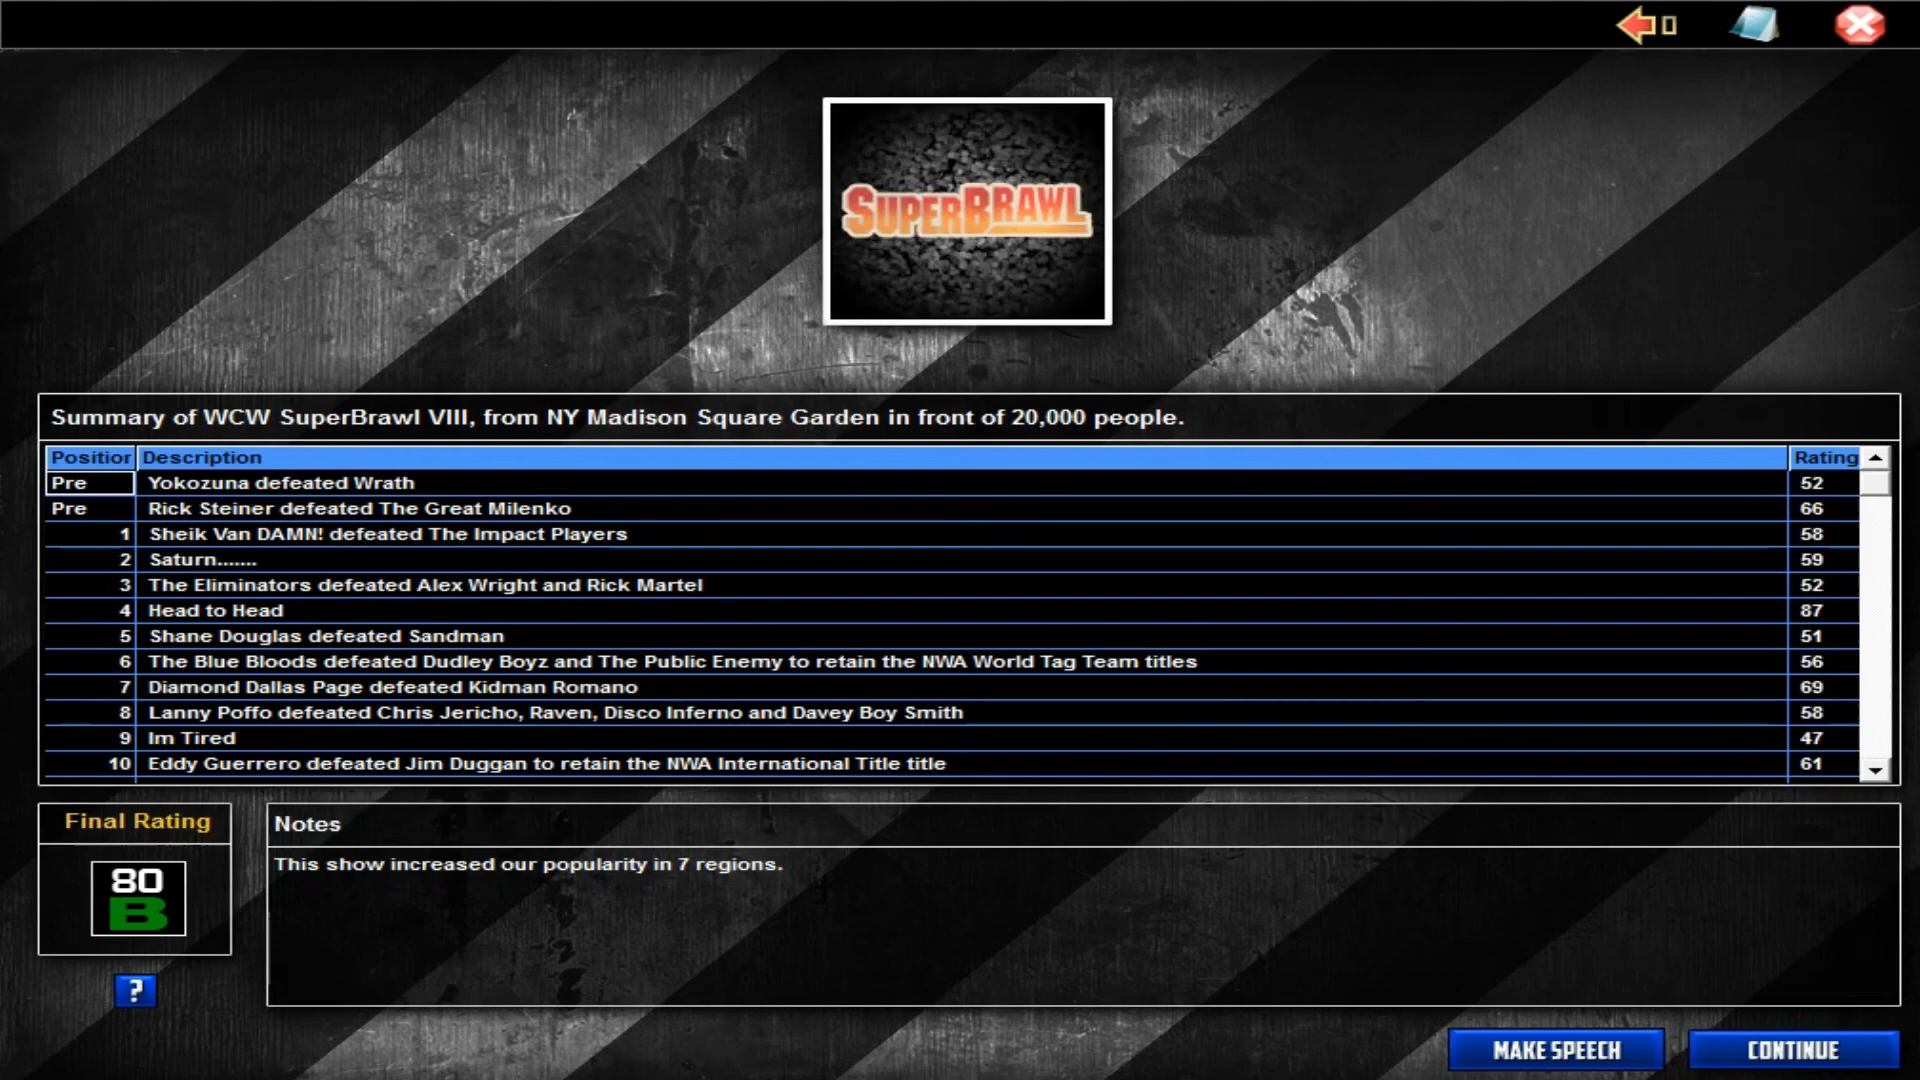 SUPERBRAWL
Summary of WCW SuperBrawl VIII, from NY Madison Square Garden in front of 20,000 people.
Position Description Rating
Pre Yokozuna defeated Wrath 52
Pre Rick Steiner defeated The Great Milenko 66
1 Sheik Van DAMN! defeated The Impact Players 58
2 Saturn....... 59
3 The Eliminators defeated Alex Wright and Rick Martel 52
4 Head to Head 87
5 Shane Douglas defeated Sandman 51
6 The Blue Bloods defeated Dudley Boyz and The Public Enemy to retain the NWA World Tag Team titles 56
7 Diamond Dallas Page defeated Kidman Romano 69
8 Lanny Poffo defeated Chris Jericho, Raven, Disco Inferno and Davey Boy Smith 58
9 Im Tired 47
10 Eddy Guerrero defeated Jim Duggan to retain the NWA International Title title 61
Final Rating
80
B
?
Notes
This show increased our popularity in 7 regions.
MAKE SPEECH
CONTINUE